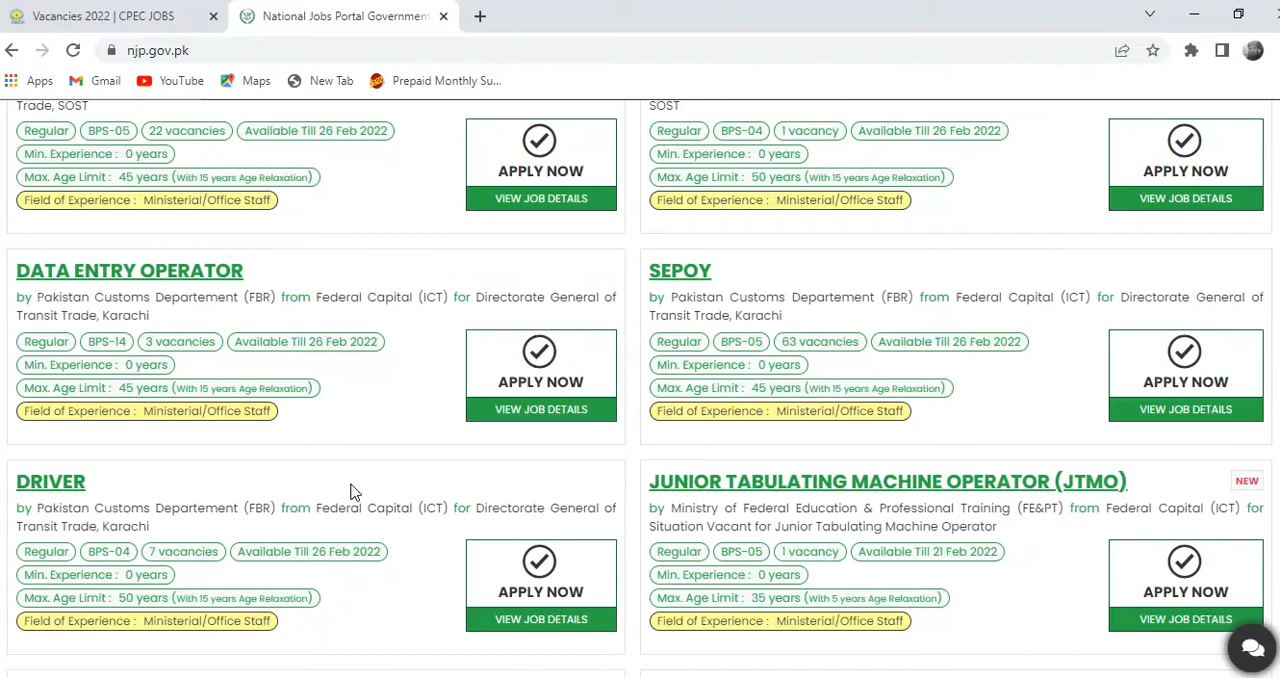 Vacancies 2022 | CPEC JOBS
National Jobs Portal Government
njp.gov.pk
Apps
Gmail
YouTube
Maps
New Tab
Prepaid Monthly Su...
Trade, SOST
Regular BPS-05 22 vacancies Available Till 26 Feb 2022
Min. Experience : 0 years
Max. Age Limit : 45 years (With 15 years Age Relaxation)
Field of Experience : Ministerial/Office Staff
APPLY NOW
VIEW JOB DETAILS
SOST
Regular BPS-04 1 vacancy Available Till 26 Feb 2022
Min. Experience : 0 years
Max. Age Limit : 50 years (With 15 years Age Relaxation)
Field of Experience : Ministerial/Office Staff
APPLY NOW
VIEW JOB DETAILS
DATA ENTRY OPERATOR
by Pakistan Customs Departement (FBR) from Federal Capital (ICT) for Directorate General of
Transit Trade, Karachi
Regular BPS-14 3 vacancies Available Till 26 Feb 2022
Min. Experience : 0 years
Max. Age Limit : 45 years (With 15 years Age Relaxation)
Field of Experience : Ministerial/Office Staff
APPLY NOW
VIEW JOB DETAILS
SEPOY
by Pakistan Customs Departement (FBR) from Federal Capital (ICT) for Directorate General of
Transit Trade, Karachi
Regular BPS-05 63 vacancies Available Till 26 Feb 2022
Min. Experience : 0 years
Max. Age Limit : 45 years (With 15 years Age Relaxation)
Field of Experience : Ministerial/Office Staff
APPLY NOW
VIEW JOB DETAILS
DRIVER
by Pakistan Customs Departement (FBR) from Federal Capital (ICT) for Directorate General of
Transit Trade, Karachi
Regular BPS-04 7 vacancies Available Till 26 Feb 2022
Min. Experience : 0 years
Max. Age Limit : 50 years (With 15 years Age Relaxation)
Field of Experience : Ministerial/Office Staff
APPLY NOW
VIEW JOB DETAILS
JUNIOR TABULATING MACHINE OPERATOR (JTMO)
NEW
by Ministry of Federal Education & Professional Training (FE&PT) from Federal Capital (ICT) for
Situation Vacant for Junior Tabulating Machine Operator
Regular BPS-05 1 vacancy Available Till 21 Feb 2022
Min. Experience : 0 years
Max. Age Limit : 35 years (With 5 years Age Relaxation)
Field of Experience : Ministerial/Office Staff
APPLY NOW
VIEW JOB DETAILS